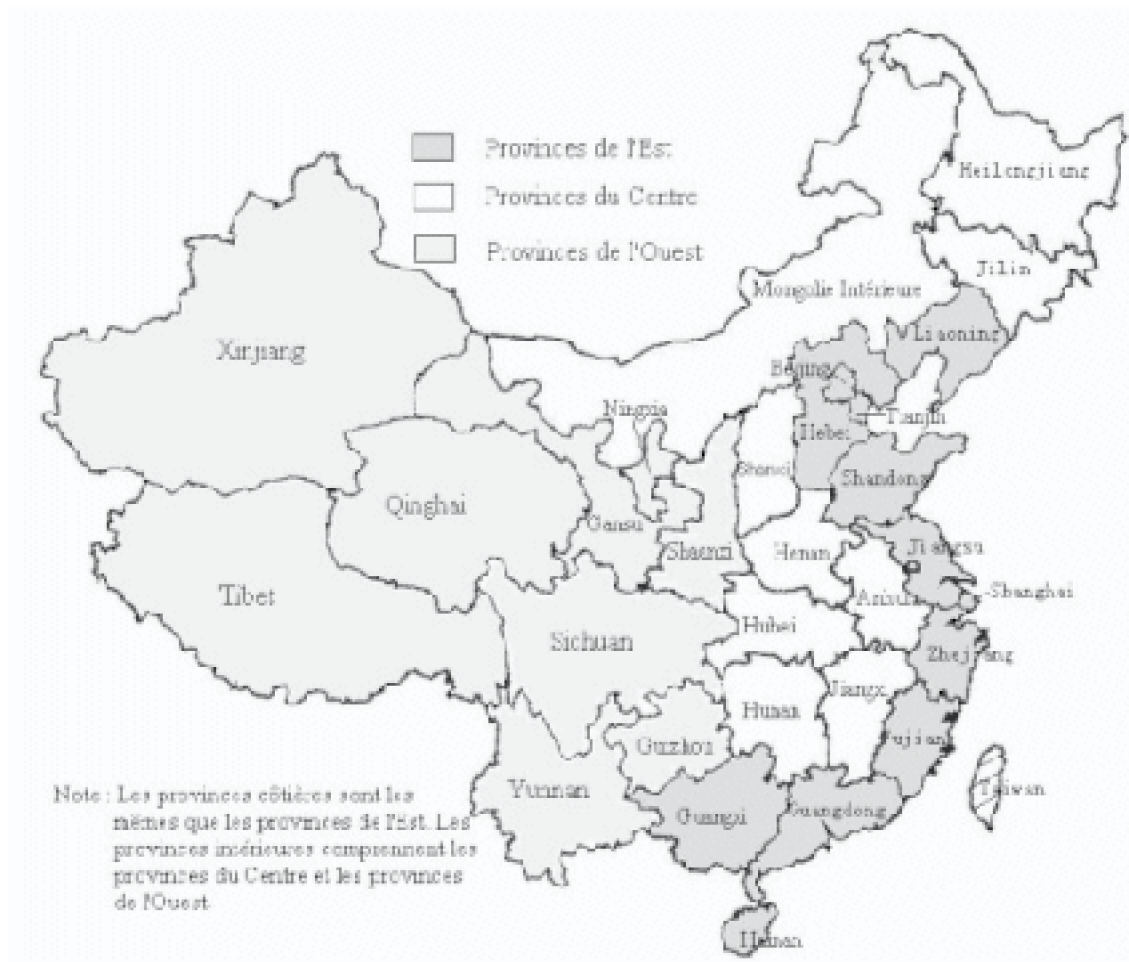 Provinces de l'Est
Provinces du Centre
Provinces de l'Ouest
Heilongjiang
Jilin
Mongolie Intérieure
Liaoning
Xinjiang
Beijing
Ningxia
Tianjin
Hebei
Shanxi
Shandong
Qinghai
Gansu
Shaanxi
Henan
Jiangsu
Tibet
Anhui
Shanghai
Sichuan
Hubei
Zhejiang
Jiangxi
Hunan
Guizhou
Fujian
Yunnan
Taiwan
Guangxi
Guangdong
Hainan
Note : Les provinces côtières sont les
mêmes que les provinces de l'Est. Les
provinces intérieures comprennent les
provinces du Centre et les provinces
de l'Ouest